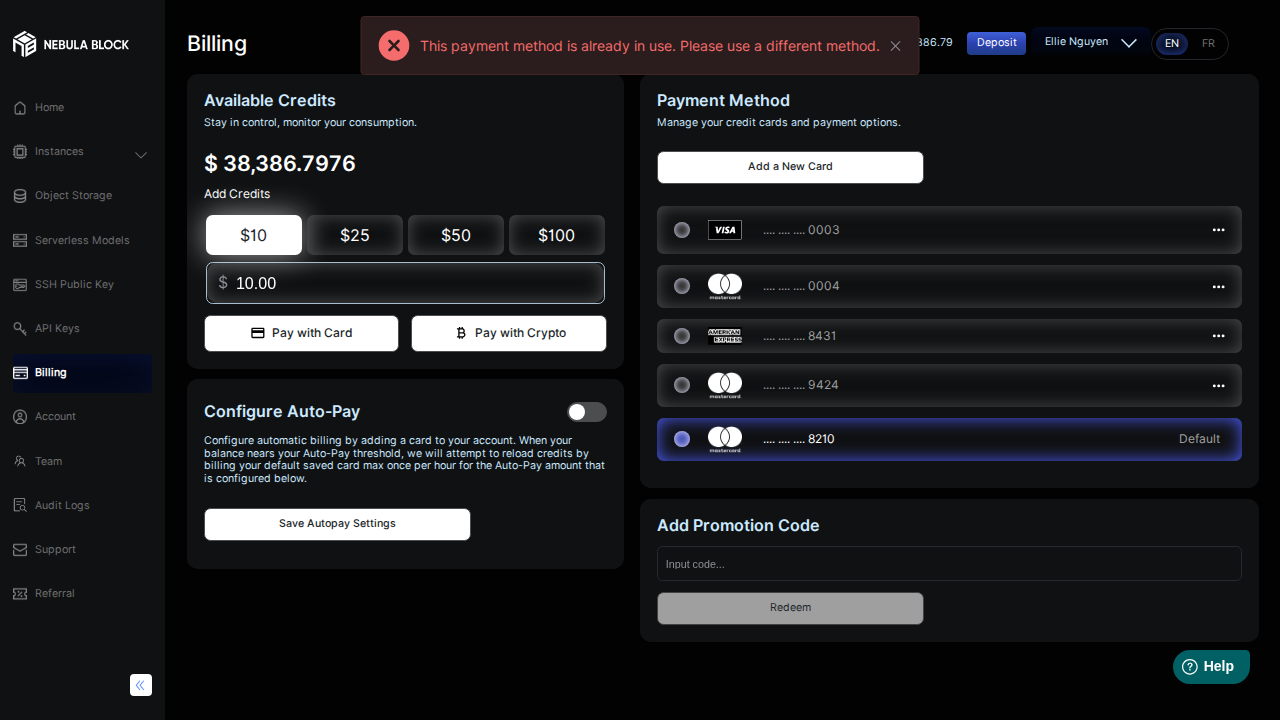 NEBULA BLOCK
Home
Instances
Object Storage
Serverless Models
SSH Public Key
API Keys
Billing
Account
Team
Audit Logs
Support
Referral
Billing
This payment method is already in use. Please use a different method.
386.79
Deposit
Ellie Nguyen
EN
FR
Available Credits
Stay in control, monitor your consumption.
$ 38,386.7976
Add Credits
$10
$25
$50
$100
$ 10.00
Pay with Card
Pay with Crypto
Configure Auto-Pay
Configure automatic billing by adding a card to your account. When your
balance nears your Auto-Pay threshold, we will attempt to reload credits by
billing your default saved card max once per hour for the Auto-Pay amount that
is configured below.
Save Autopay Settings
Payment Method
Manage your credit cards and payment options.
Add a New Card
VISA .... .... .... 0003
mastercard .... .... .... 0004
AMERICAN EXPRESS .... .... .... 8431
mastercard .... .... .... 9424
mastercard .... .... .... 8210 Default
Add Promotion Code
Input code...
Redeem
Help